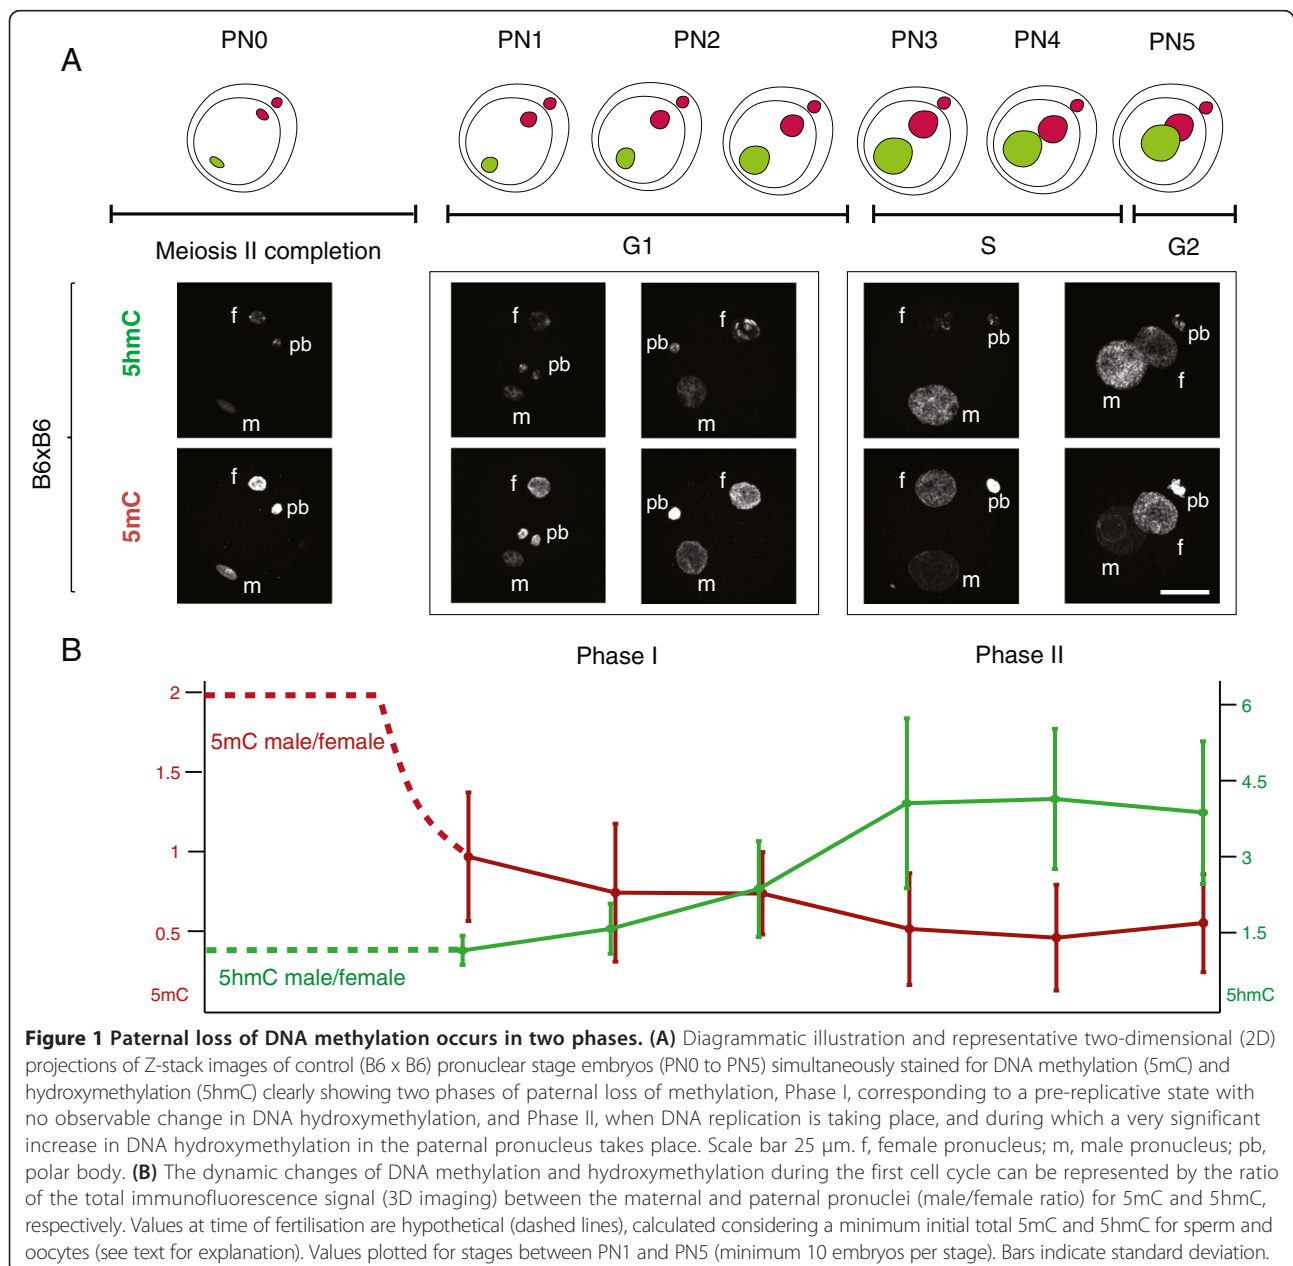 A
PN0 PN1 PN2 PN3 PN4 PN5
Meiosis II completion G1 S G2
B6xB6
5hmC
f pb m
f pb m
pb f m
f pb m
pb f m
5mC
f pb m
f pb m
pb f m
f pb m
pb f m
B
Phase I Phase II
2
1.5
1
0.5
5mC
5mC male/female
5hmC male/female
6
4.5
3
1.5
5hmC
Figure 1 Paternal loss of DNA methylation occurs in two phases. (A) Diagrammatic illustration and representative two-dimensional (2D)
projections of Z-stack images of control (B6 x B6) pronuclear stage embryos (PN0 to PN5) simultaneously stained for DNA methylation (5mC) and
hydroxymethylation (5hmC) clearly showing two phases of paternal loss of methylation, Phase I, corresponding to a pre-replicative state with
no observable change in DNA hydroxymethylation, and Phase II, when DNA replication is taking place, and during which a very significant
increase in DNA hydroxymethylation in the paternal pronucleus takes place. Scale bar 25 μm. f, female pronucleus; m, male pronucleus; pb,
polar body. (B) The dynamic changes of DNA methylation and hydroxymethylation during the first cell cycle can be represented by the ratio
of the total immunofluorescence signal (3D imaging) between the maternal and paternal pronuclei (male/female ratio) for 5mC and 5hmC,
respectively. Values at time of fertilisation are hypothetical (dashed lines), calculated considering a minimum initial total 5mC and 5hmC for sperm and
oocytes (see text for explanation). Values plotted for stages between PN1 and PN5 (minimum 10 embryos per stage). Bars indicate standard deviation.